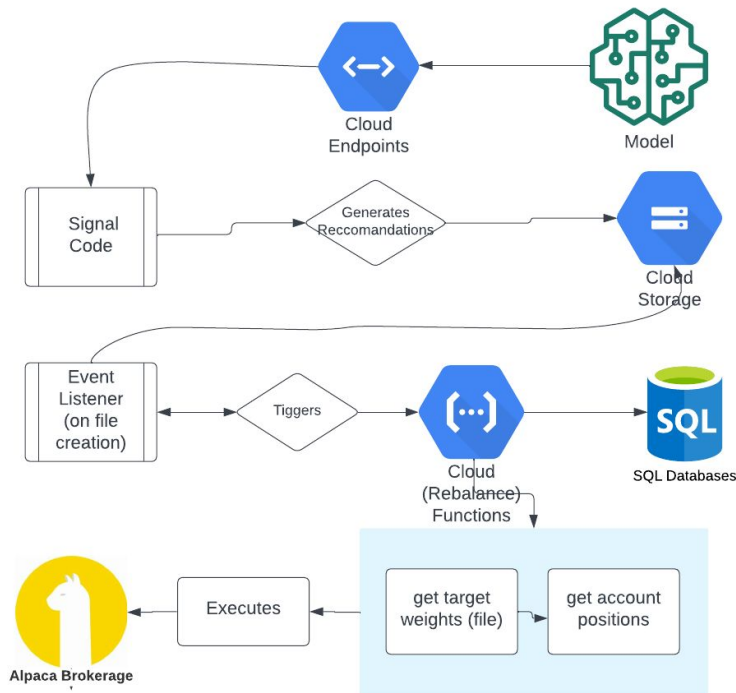 Cloud
Endpoints
Model
Signal
Code
Generates
Reccomandations
Cloud
Storage
Event
Listener
(on file
creation)
Tiggers
Cloud
(Rebalance)
Functions
SQL
SQL Databases
get target
weights (file)
get account
positions
Executes
Alpaca Brokerage